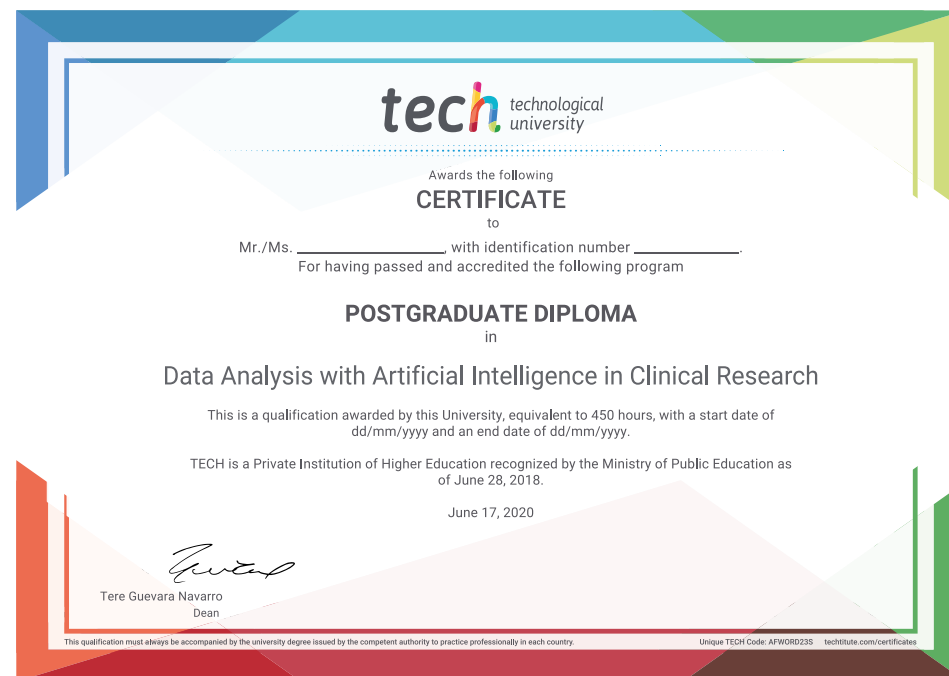 tech technological
university
Awards the following
CERTIFICATE
to
Mr./Ms. ____________________, with identification number ______________.
For having passed and accredited the following program
POSTGRADUATE DIPLOMA
in
Data Analysis with Artificial Intelligence in Clinical Research
This is a qualification awarded by this University, equivalent to 450 hours, with a start date of
dd/mm/yyyy and an end date of dd/mm/yyyy.
TECH is a Private Institution of Higher Education recognized by the Ministry of Public Education as
of June 28, 2018.
June 17, 2020
Tere Guevara Navarro
Dean
This qualification must always be accompanied by the university degree issued by the competent authority to practice professionally in each country. Unique TECH Code: AFWORD23S techtitute.com/certificates